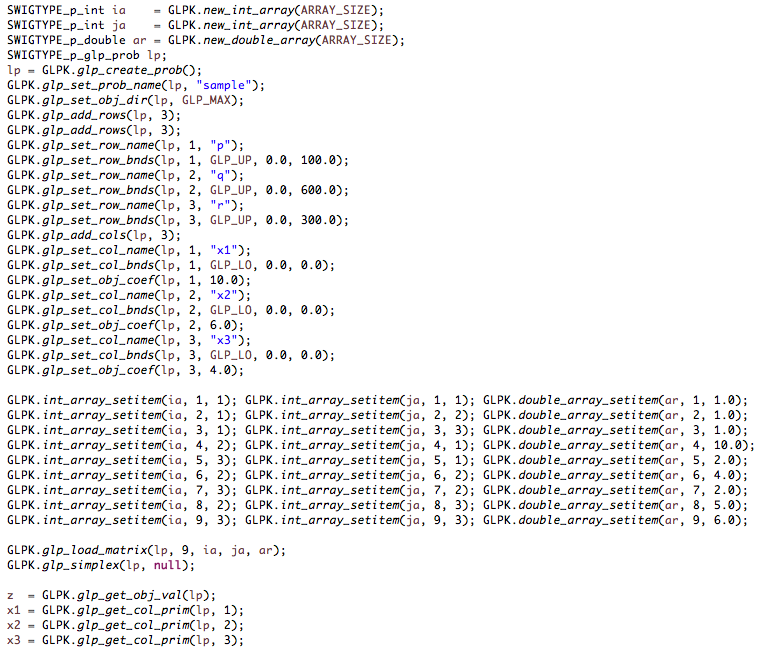 SWIGTYPE_p_int ia    = GLPK.new_int_array(ARRAY_SIZE);
SWIGTYPE_p_int ja    = GLPK.new_int_array(ARRAY_SIZE);
SWIGTYPE_p_double ar = GLPK.new_double_array(ARRAY_SIZE);
SWIGTYPE_p_glp_prob lp;
lp = GLPK.glp_create_prob();
GLPK.glp_set_prob_name(lp, "sample");
GLPK.glp_set_obj_dir(lp, GLP_MAX);
GLPK.glp_add_rows(lp, 3);
GLPK.glp_add_rows(lp, 3);
GLPK.glp_set_row_name(lp, 1, "p");
GLPK.glp_set_row_bnds(lp, 1, GLP_UP, 0.0, 100.0);
GLPK.glp_set_row_name(lp, 2, "q");
GLPK.glp_set_row_bnds(lp, 2, GLP_UP, 0.0, 600.0);
GLPK.glp_set_row_name(lp, 3, "r");
GLPK.glp_set_row_bnds(lp, 3, GLP_UP, 0.0, 300.0);
GLPK.glp_add_cols(lp, 3);
GLPK.glp_set_col_name(lp, 1, "x1");
GLPK.glp_set_col_bnds(lp, 1, GLP_LO, 0.0, 0.0);
GLPK.glp_set_obj_coef(lp, 1, 10.0);
GLPK.glp_set_col_name(lp, 2, "x2");
GLPK.glp_set_col_bnds(lp, 2, GLP_LO, 0.0, 0.0);
GLPK.glp_set_obj_coef(lp, 2, 6.0);
GLPK.glp_set_col_name(lp, 3, "x3");
GLPK.glp_set_col_bnds(lp, 3, GLP_LO, 0.0, 0.0);
GLPK.glp_set_obj_coef(lp, 3, 4.0);

GLPK.int_array_setitem(ia, 1, 1); GLPK.int_array_setitem(ja, 1, 1); GLPK.double_array_setitem(ar, 1, 1.0);
GLPK.int_array_setitem(ia, 2, 1); GLPK.int_array_setitem(ja, 2, 2); GLPK.double_array_setitem(ar, 2, 1.0);
GLPK.int_array_setitem(ia, 3, 1); GLPK.int_array_setitem(ja, 3, 3); GLPK.double_array_setitem(ar, 3, 1.0);
GLPK.int_array_setitem(ia, 4, 2); GLPK.int_array_setitem(ja, 4, 1); GLPK.double_array_setitem(ar, 4, 10.0);
GLPK.int_array_setitem(ia, 5, 3); GLPK.int_array_setitem(ja, 5, 1); GLPK.double_array_setitem(ar, 5, 2.0);
GLPK.int_array_setitem(ia, 6, 2); GLPK.int_array_setitem(ja, 6, 2); GLPK.double_array_setitem(ar, 6, 4.0);
GLPK.int_array_setitem(ia, 7, 3); GLPK.int_array_setitem(ja, 7, 2); GLPK.double_array_setitem(ar, 7, 2.0);
GLPK.int_array_setitem(ia, 8, 2); GLPK.int_array_setitem(ja, 8, 3); GLPK.double_array_setitem(ar, 8, 5.0);
GLPK.int_array_setitem(ia, 9, 3); GLPK.int_array_setitem(ja, 9, 3); GLPK.double_array_setitem(ar, 9, 6.0);

GLPK.glp_load_matrix(lp, 9, ia, ja, ar);
GLPK.glp_simplex(lp, null);

z  = GLPK.glp_get_obj_val(lp);
x1 = GLPK.glp_get_col_prim(lp, 1);
x2 = GLPK.glp_get_col_prim(lp, 2);
x3 = GLPK.glp_get_col_prim(lp, 3);